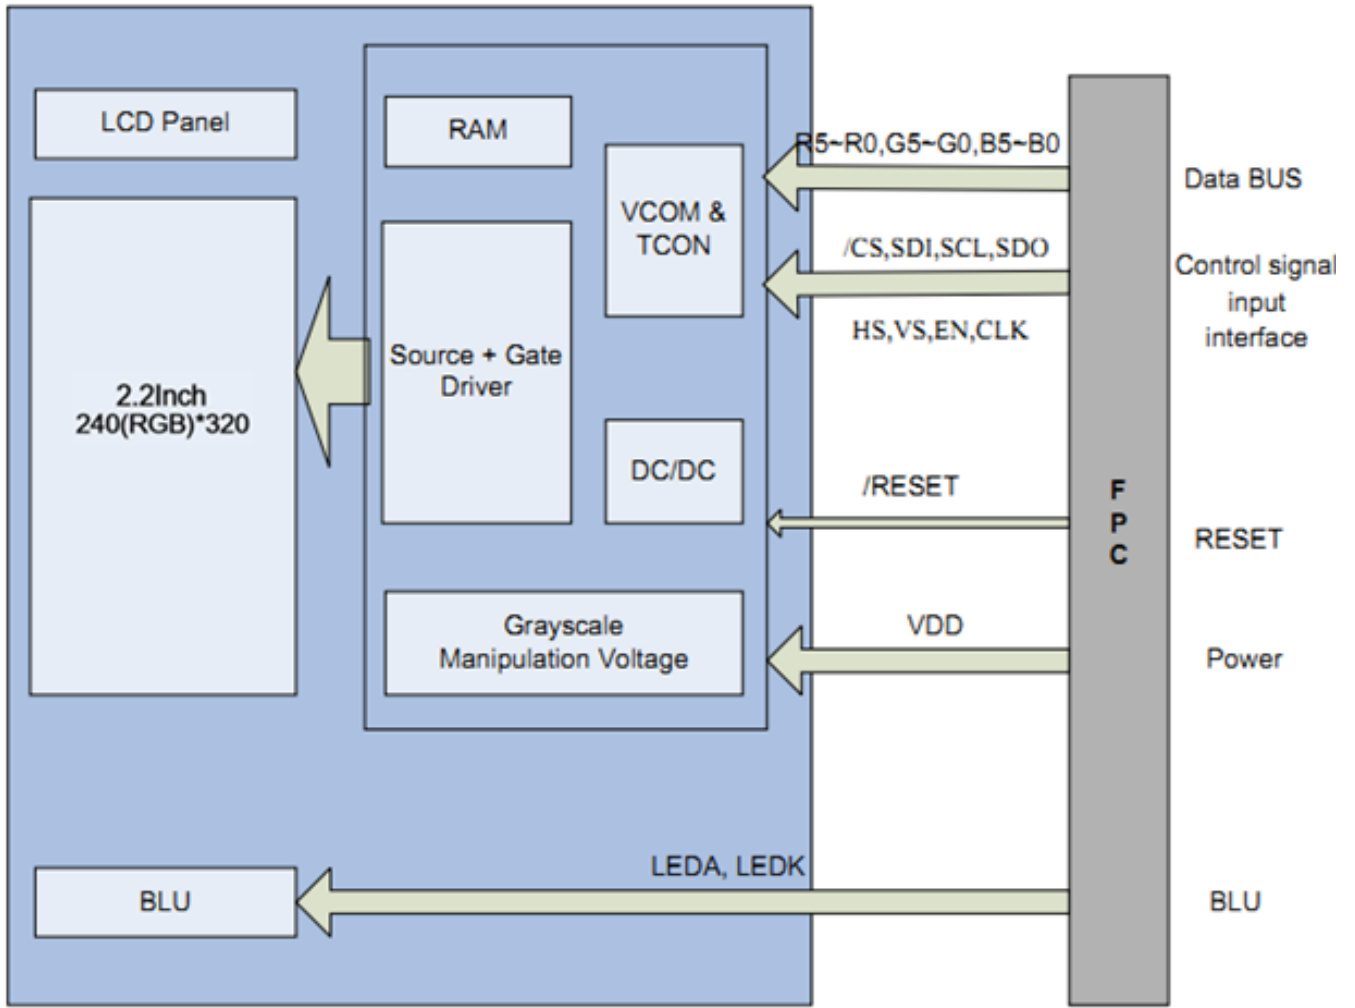 LCD Panel
RAM
VCOM &
TCON
R5~R0,G5~G0,B5~B0
Data BUS
/CS,SDI,SCL,SDO
HS,VS,EN,CLK
Control signal
input
interface
2.2Inch
240(RGB)*320
Source + Gate
Driver
DC/DC
/RESET
F
P
C
RESET
Grayscale
Manipulation Voltage
VDD
Power
BLU
LEDA, LEDK
BLU